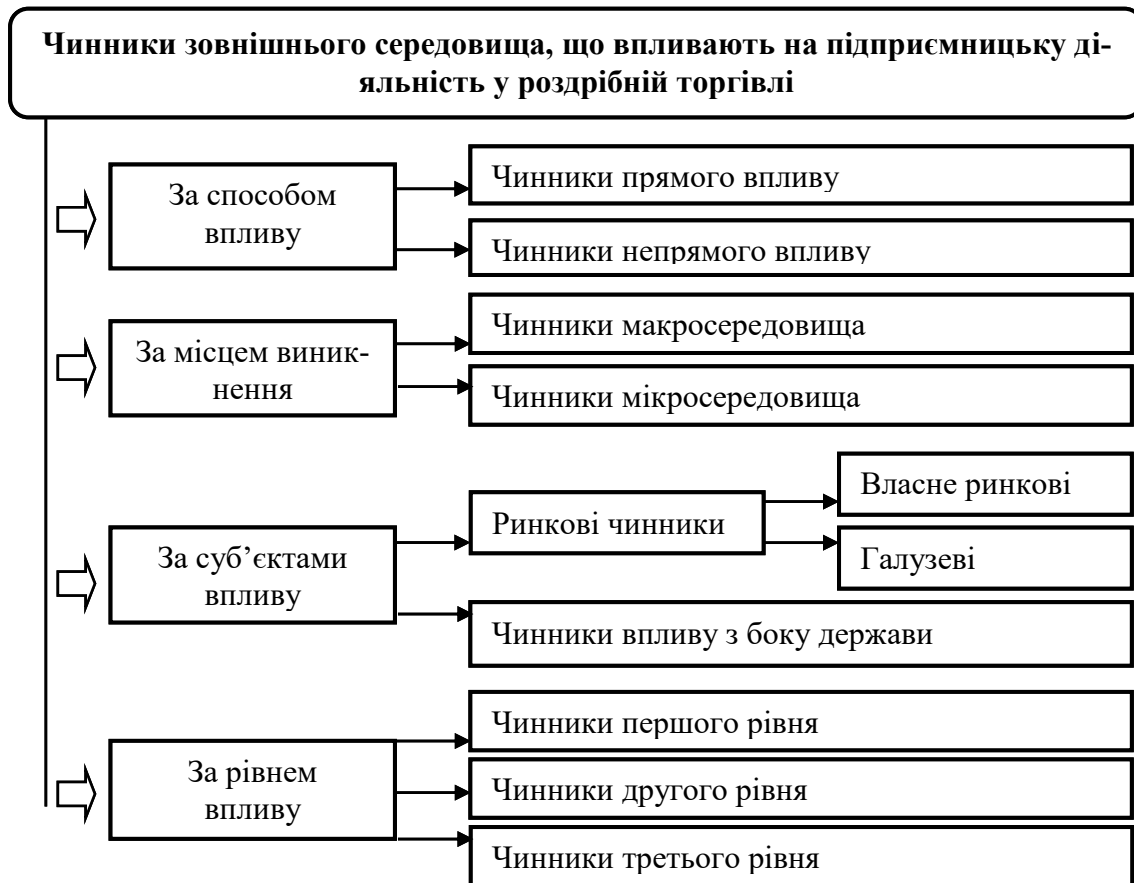 Чинники зовнішнього середовища, що впливають на підприємницьку ді-
яльність у роздрібній торгівлі
За способом
впливу
Чинники прямого впливу
Чинники непрямого впливу
За місцем виник-
нення
Чинники макросередовища
Чинники мікросередовища
За суб’єктами
впливу
Ринкові чинники
Власне ринкові
Галузеві
Чинники впливу з боку держави
За рівнем
впливу
Чинники першого рівня
Чинники другого рівня
Чинники третього рівня